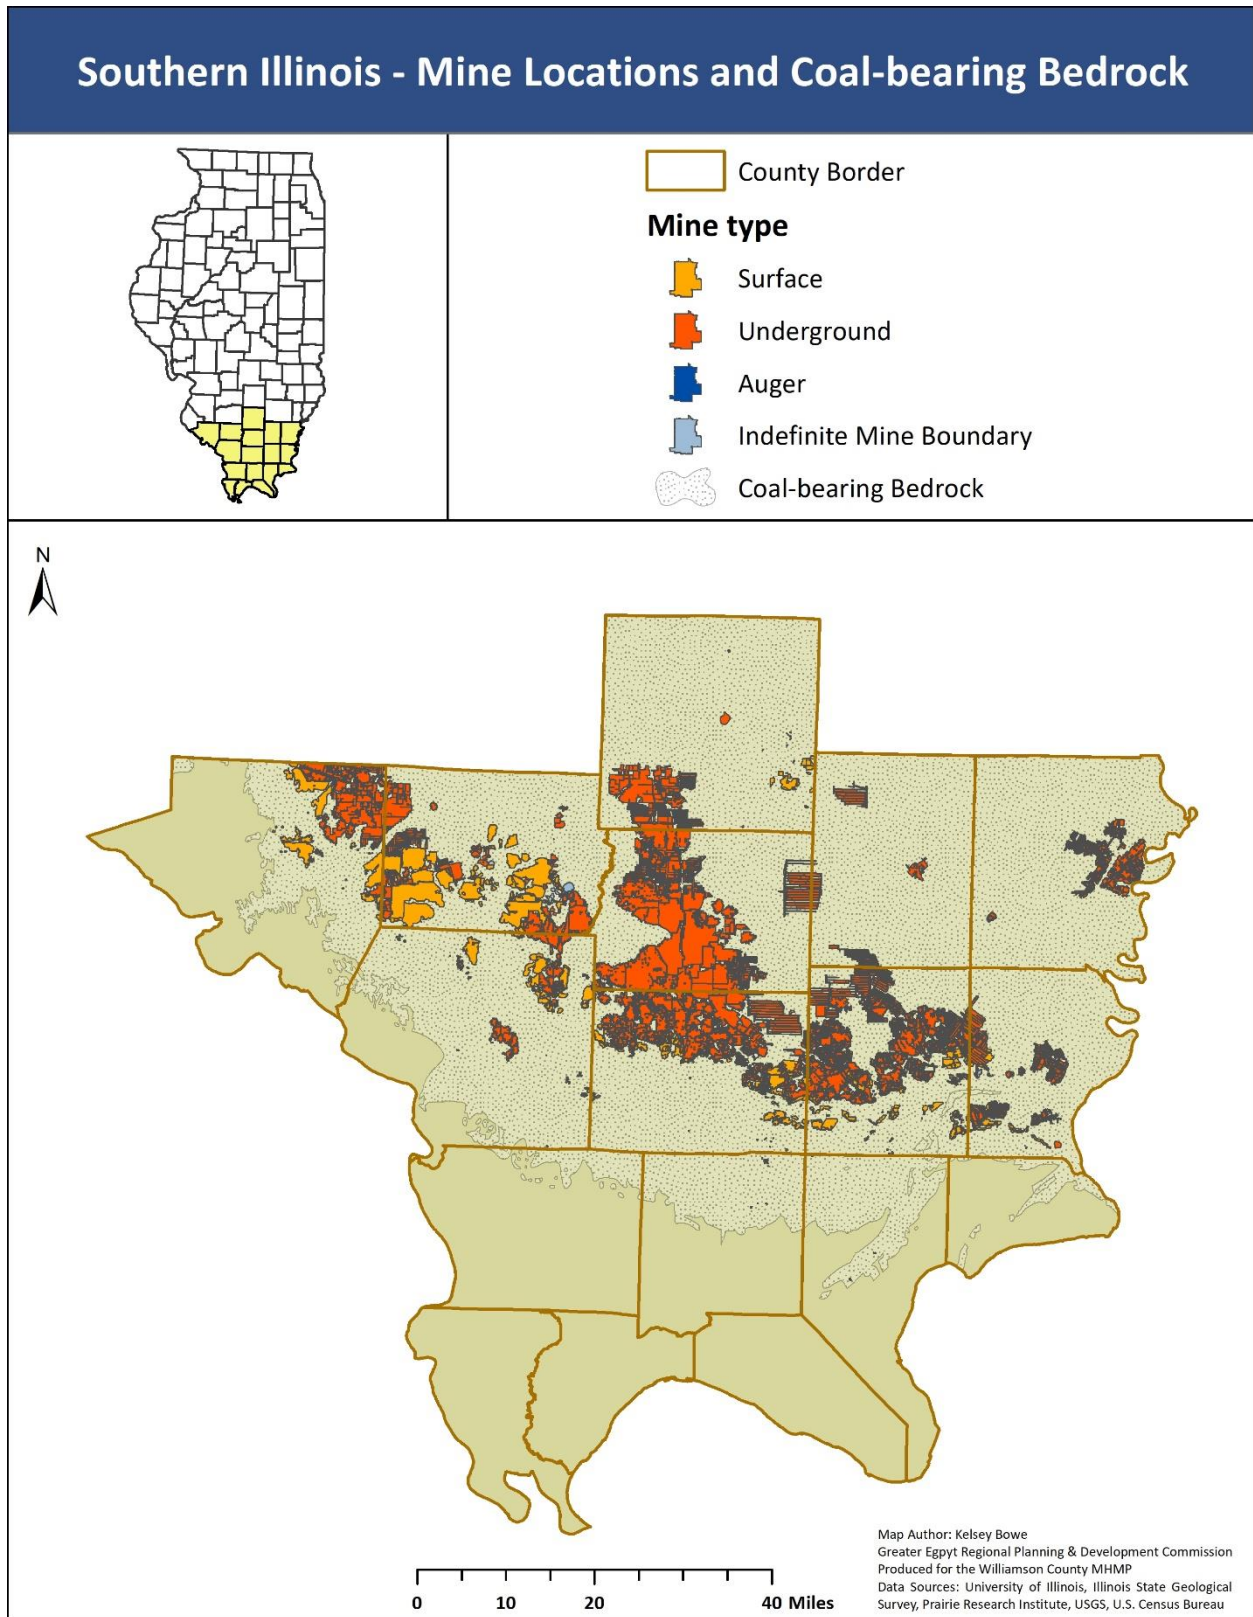 Southern Illinois - Mine Locations and Coal-bearing Bedrock
County Border
Mine type
Surface
Underground
Auger
Indefinite Mine Boundary
Coal-bearing Bedrock
N
Map Author: Kelsey Bowe
Greater Egpyt Regional Planning & Development Commission
Produced for the Williamson County MHMP
Data Sources: University of Illinois, Illinois State Geological
Survey, Prairie Research Institute, USGS, U.S. Census Bureau
0 10 20 40 Miles